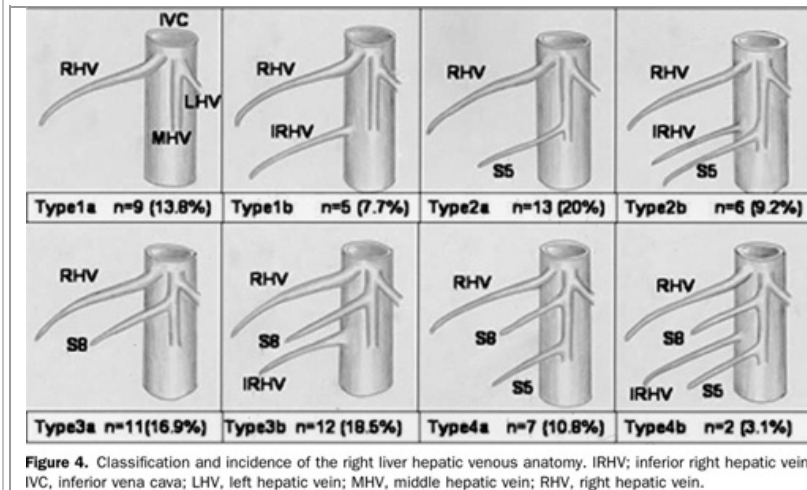 IVC
RHV
LHV
MHV
RHV
IRHV
RHV
S5
RHV
IRHV
S5
Type1a n=9 (13.8%)
Type1b n=5 (7.7%)
Type2a n=13 (20%)
Type2b n=6 (9.2%)
RHV
S8
RHV
S8
IRHV
RHV
S8
S5
RHV
S8
IRHV
S5
Type3a n=11(16.9%)
Type3b n=12 (18.5%)
Type4a n=7 (10.8%)
Type4b n=2 (3.1%)
Figure 4. Classification and incidence of the right liver hepatic venous anatomy. IRHV; inferior right hepatic vein
IVC, inferior vena cava; LHV, left hepatic vein; MHV, middle hepatic vein; RHV, right hepatic vein.